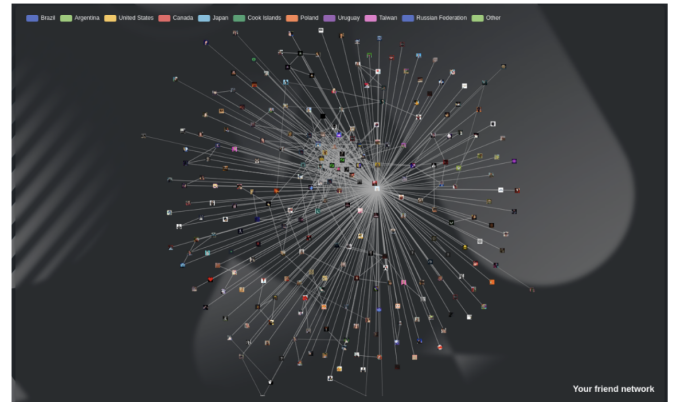 Brazil Argentina United States Canada Japan Cook Islands Poland Uruguay Taiwan Russian Federation Other
Your friend network